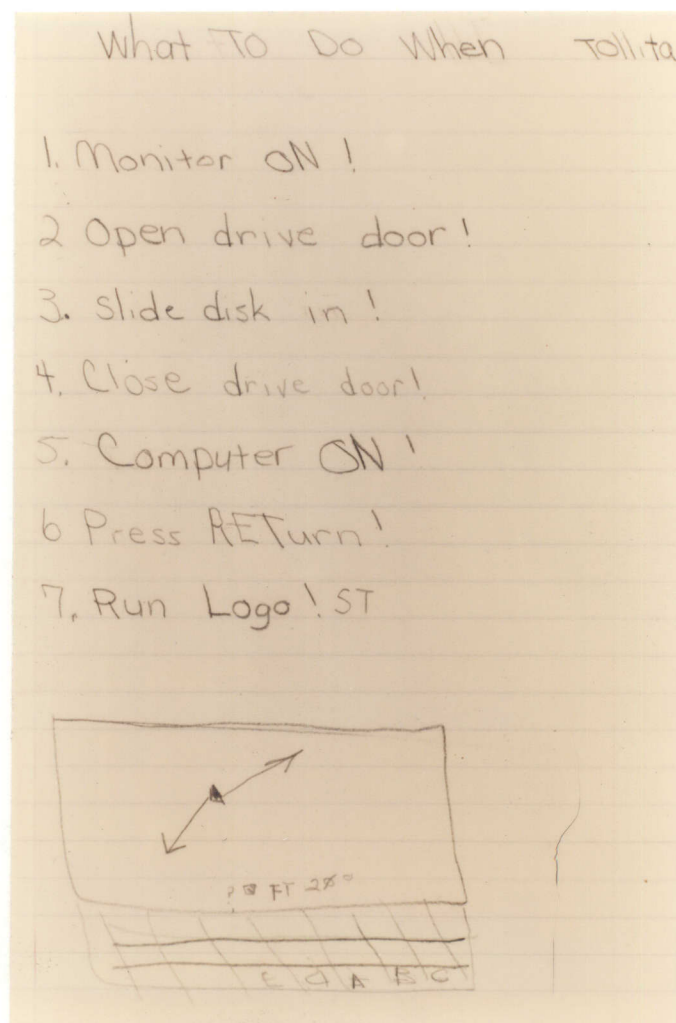 What To Do When Tollita
1. Monitor ON!
2 Open drive door!
3. Slide disk in!
4. Close drive door!
5. Computer ON!
6 Press RETurn!
7. Run Logo! ST
FT
A B C